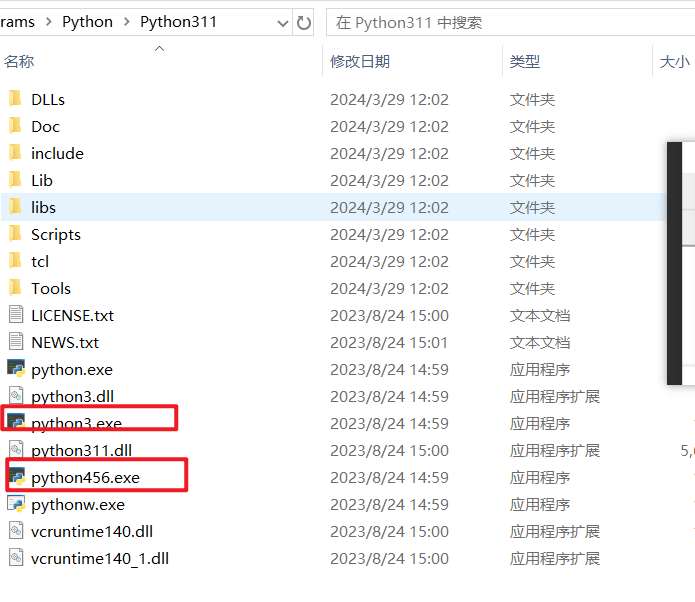 rams > Python > Python311 在 Python311 中搜索
名称 修改日期 类型 大小
DLLs 2024/3/29 12:02 文件夹
Doc 2024/3/29 12:02 文件夹
include 2024/3/29 12:02 文件夹
Lib 2024/3/29 12:02 文件夹
libs 2024/3/29 12:02 文件夹
Scripts 2024/3/29 12:02 文件夹
tcl 2024/3/29 12:02 文件夹
Tools 2024/3/29 12:02 文件夹
LICENSE.txt 2023/8/24 15:00 文本文档
NEWS.txt 2023/8/24 15:01 文本文档
python.exe 2023/8/24 14:59 应用程序
python3.dll 2023/8/24 14:59 应用程序扩展
python3.exe 2023/8/24 14:59 应用程序
python311.dll 2023/8/24 15:00 应用程序扩展 5,
python456.exe 2023/8/24 14:59 应用程序
pythonw.exe 2023/8/24 14:59 应用程序
vcruntime140.dll 2023/8/24 15:00 应用程序扩展
vcruntime140_1.dll 2023/8/24 15:00 应用程序扩展